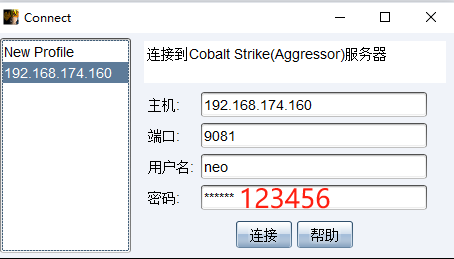 Connect
New Profile
192.168.174.160
连接到Cobalt Strike(Aggressor)服务器
主机: 192.168.174.160
端口: 9081
用户名: neo
密码: ****** 123456
连接 帮助